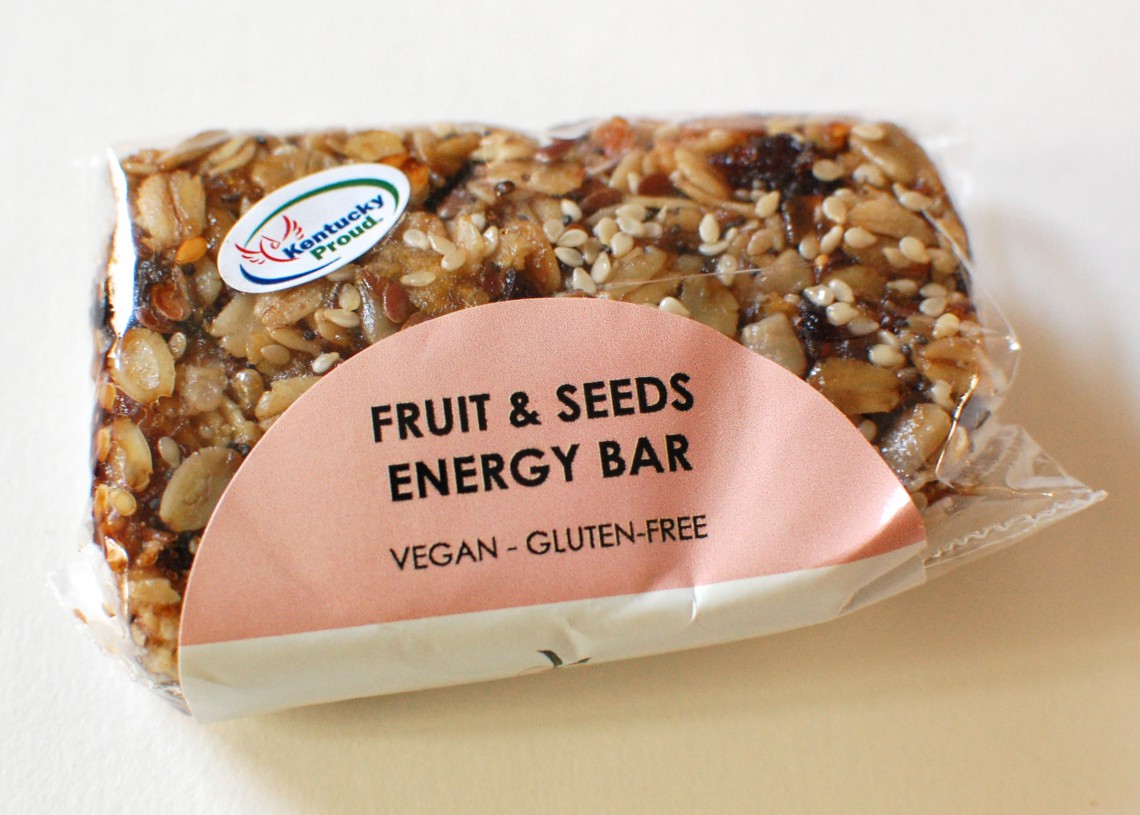 Kentucky
Proud
FRUIT & SEEDS
ENERGY BAR
VEGAN - GLUTEN-FREE